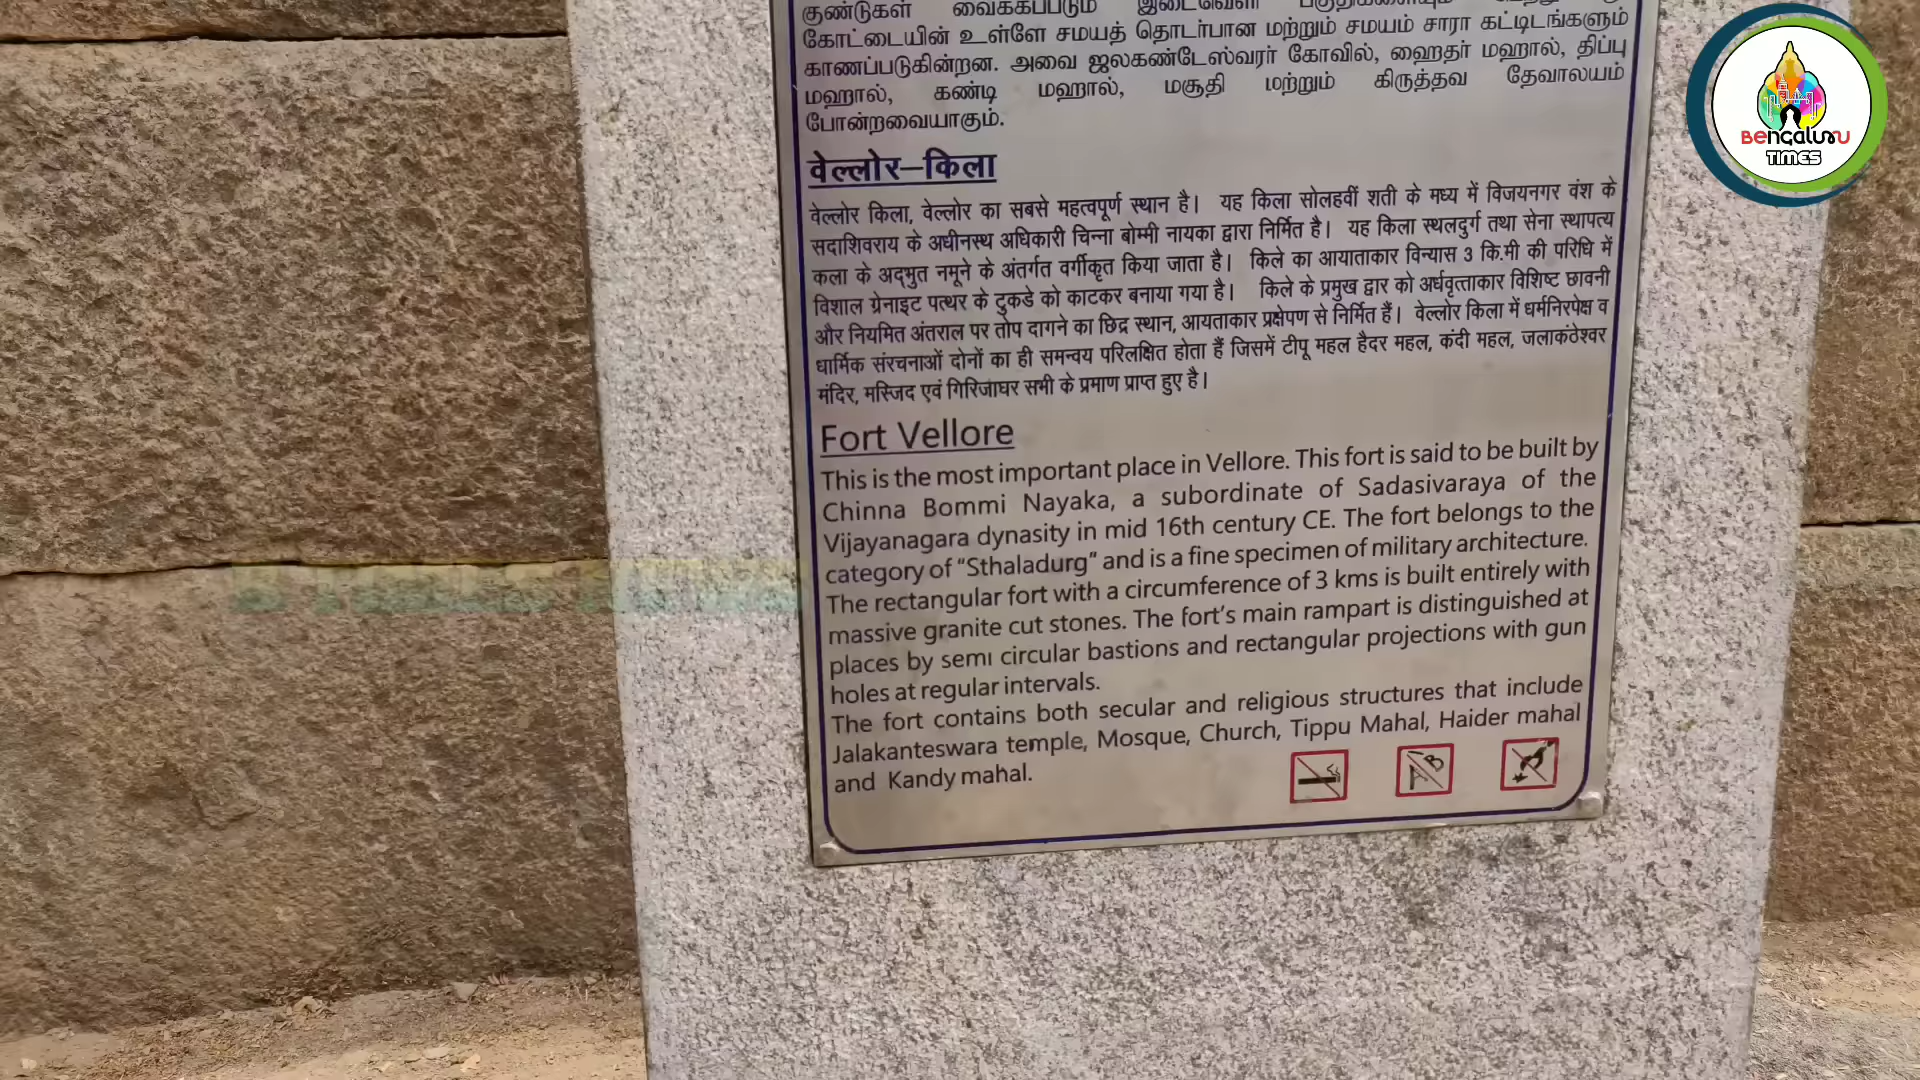 குண்டுகள் வைக்கப்படும் இடைவெளி
கோட்டையின் உள்ளே சமயத் தொடர்பான மற்றும் சமயம் சாரா கட்டிடங்களும்
காணப்படுகின்றன. அவை ஜலகண்டேஸ்வரர் கோவில், ஹைதர் மஹால், திப்பு
மஹால், கண்டி மஹால், மசூதி மற்றும் கிருத்தவ தேவாலயம்
போன்றவையாகும்.
वेल्लोर–किला
वेल्लोर किला, वेल्लोर का सबसे महत्वपूर्ण स्थान है। यह किला सोलहवीं शती के मध्य में विजयनगर वंश के
सदाशिवराय के अधीनस्थ अधिकारी चिन्ना बोम्मी नायका द्वारा निर्मित है। यह किला स्थलदुर्ग तथा सेना स्थापत्य
कला के अद्भुत नमूने के अंतर्गत वर्गीकृत किया जाता है। किले का आयाताकार विन्यास 3 कि.मी की परिधि में
विशाल ग्रेनाइट पत्थर के टुकडे को काटकर बनाया गया है। किले के प्रमुख द्वार को अर्धवृत्ताकार विशिष्ट छावनी
और नियमित अंतराल पर तोप दागने का छिद्र स्थान, आयताकार प्रक्षेपण से निर्मित हैं। वेल्लोर किला में धर्मनिरपेक्ष व
धार्मिक संरचनाओं दोनों का ही समन्वय परिलक्षित होता हैं जिसमें टीपू महल हैदर महल, कंदी महल, जलाकंठेश्वर
मंदिर, मस्जिद एवं गिरिजाघर सभी के प्रमाण प्राप्त हुए है।
Fort Vellore
This is the most important place in Vellore. This fort is said to be built by
Chinna Bommi Nayaka, a subordinate of Sadasivaraya of the
Vijayanagara dynasity in mid 16th century CE. The fort belongs to the
category of "Sthaladurg" and is a fine specimen of military architecture.
The rectangular fort with a circumference of 3 kms is built entirely with
massive granite cut stones. The fort's main rampart is distinguished at
places by semi circular bastions and rectangular projections with gun
holes at regular intervals.
The fort contains both secular and religious structures that include
Jalakanteswara temple, Mosque, Church, Tippu Mahal, Haider mahal
and Kandy mahal.
BENGALURU
TIMES